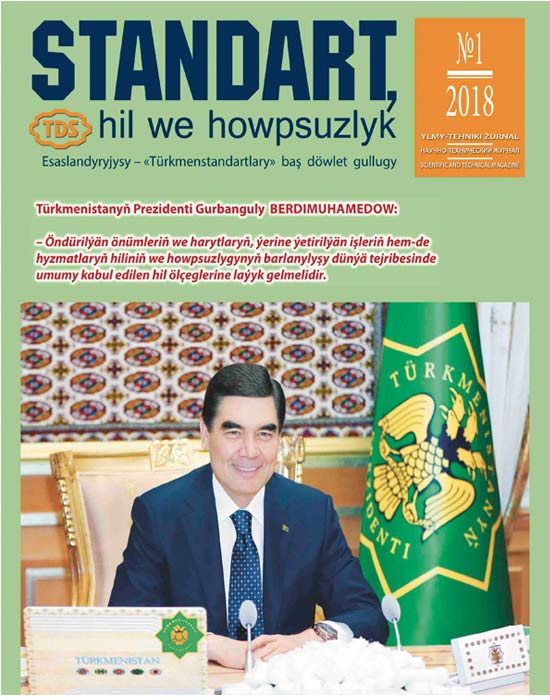 STANDART,
TDS
hil we howpsuzlyk
Esaslandyryjysy – «Türkmenstandartlary» baş döwlet gullugy
№1
2018
YLMY-TEHNIKI ŽURNAL
НАУЧНО-ТЕХНИЧЕСКИЙ ЖУРНАЛ
SCIENTIFIC AND TECHNICAL MAGAZINE
Türkmenistanyň Prezidenti Gurbanguly BERDIMUHAMEDOW:
– Öndürilýän önümleriň we harytlaryň, ýerine ýetirilýän işleriň hem-de
hyzmatlaryň hiliniň we howpsuzlygynyň barlanylyşy dünýä tejribesinde
umumy kabul edilen hil ölçeglerine laýyk gelmelidir.
TÜRKMENISTANYŇ
PREZIDENTI
TÜRKMENISTAN